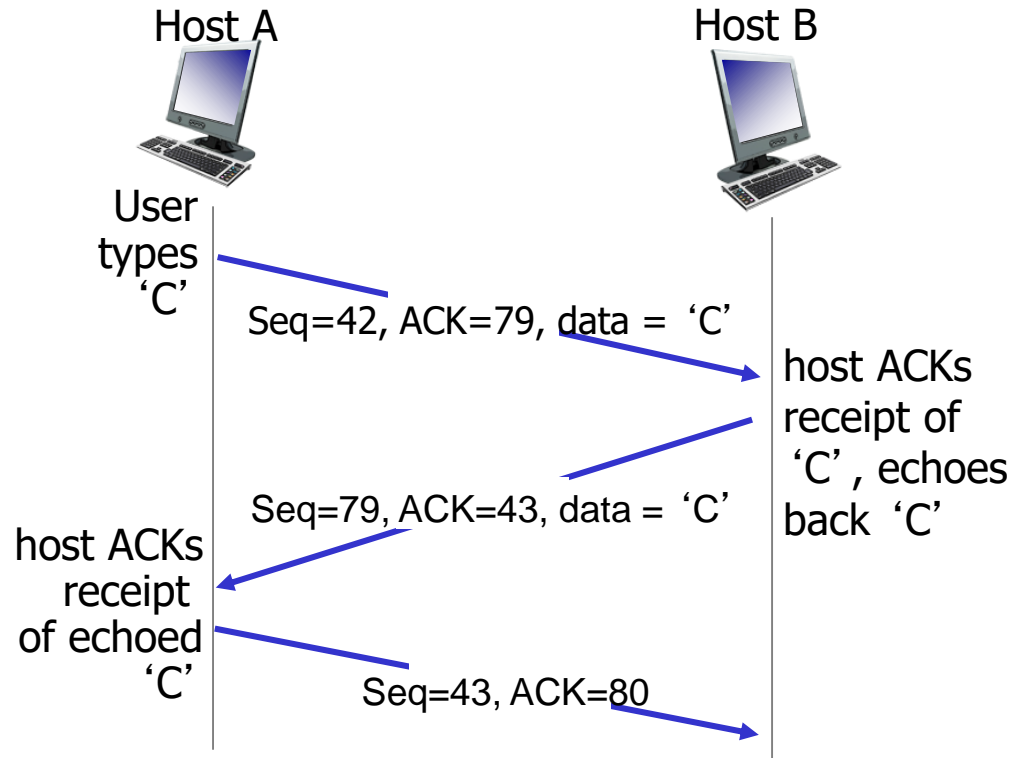 Host A
Host B
User
types
‘C’
Seq=42, ACK=79, data = ‘C’
host ACKs
receipt of
‘C’, echoes
back ‘C’
Seq=79, ACK=43, data = ‘C’
host ACKs
receipt
of echoed
‘C’
Seq=43, ACK=80